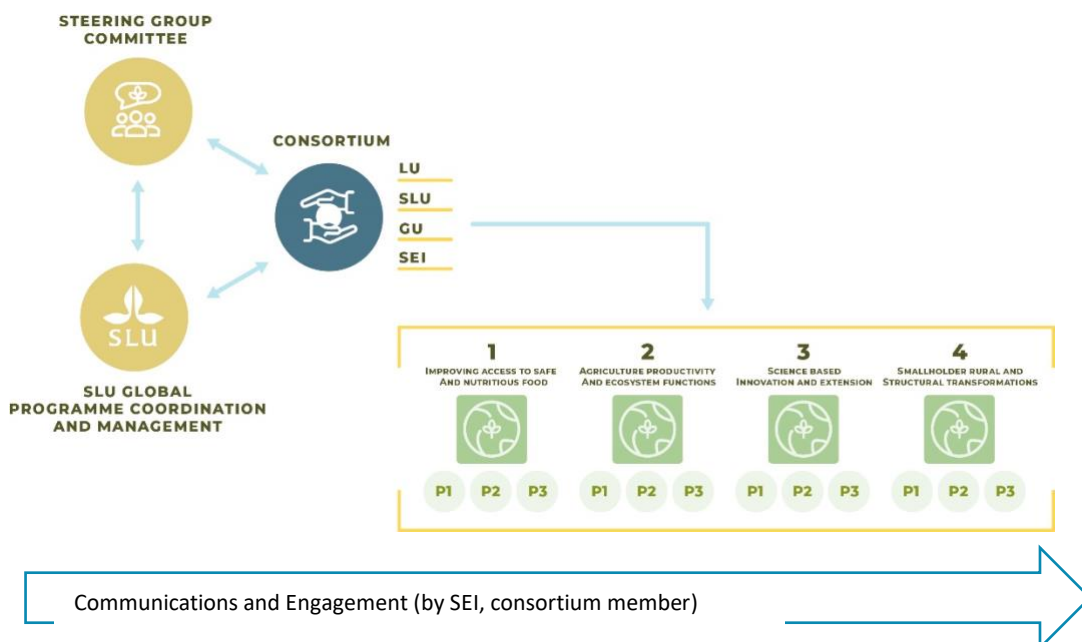 STEERING GROUP
COMMITTEE
CONSORTIUM
LU
SLU
GU
SEI
SLU
SLU GLOBAL
PROGRAMME COORDINATION
AND MANAGEMENT
1
IMPROVING ACCESS TO SAFE
AND NUTRITIOUS FOOD
2
AGRICULTURE PRODUCTIVITY
AND ECOSYSTEM FUNCTIONS
3
SCIENCE BASED
INNOVATION AND EXTENSION
4
SMALLHOLDER RURAL AND
STRUCTURAL TRANSFORMATIONS
P1 P2 P3
P1 P2 P3
P1 P2 P3
P1 P2 P3
Communications and Engagement (by SEI, consortium member)